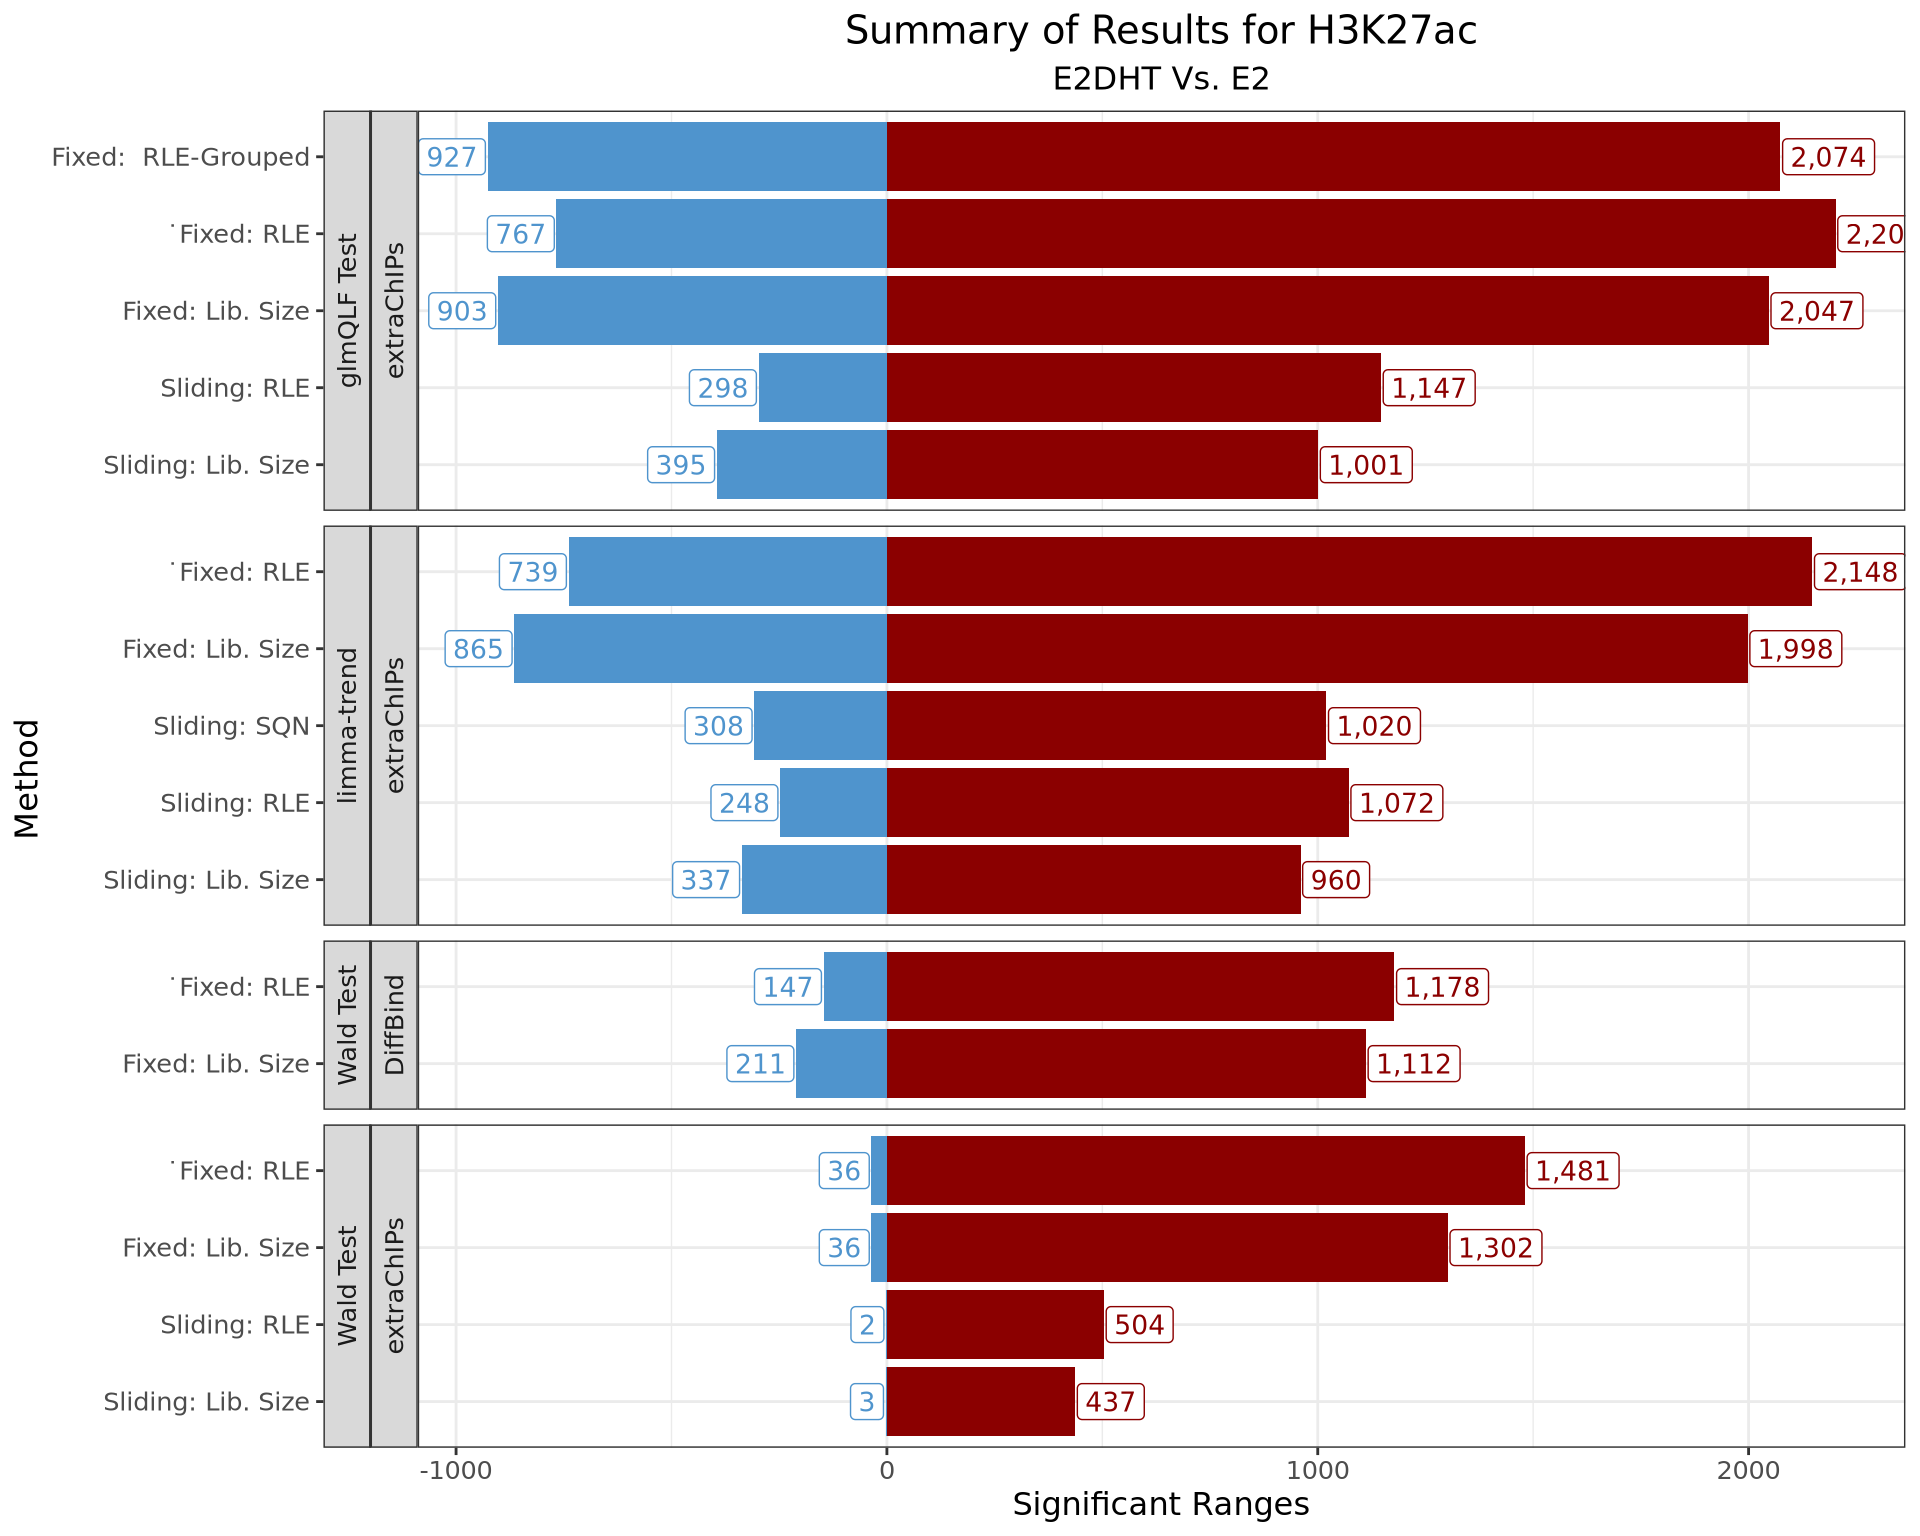 Summary of Results for H3K27ac
E2DHT Vs. E2
Method
glmQLF Test
extraChIPs
Fixed:  RLE-Grouped
927
2,074
˙Fixed: RLE
767
2,20
Fixed: Lib. Size
903
2,047
Sliding: RLE
298
1,147
Sliding: Lib. Size
395
1,001
limma-trend
extraChIPs
˙Fixed: RLE
739
2,148
Fixed: Lib. Size
865
1,998
Sliding: SQN
308
1,020
Sliding: RLE
248
1,072
Sliding: Lib. Size
337
960
Wald Test
DiffBind
˙Fixed: RLE
147
1,178
Fixed: Lib. Size
211
1,112
Wald Test
extraChIPs
˙Fixed: RLE
36
1,481
Fixed: Lib. Size
36
1,302
Sliding: RLE
2
504
Sliding: Lib. Size
3
437
-1000
0
1000
2000
Significant Ranges